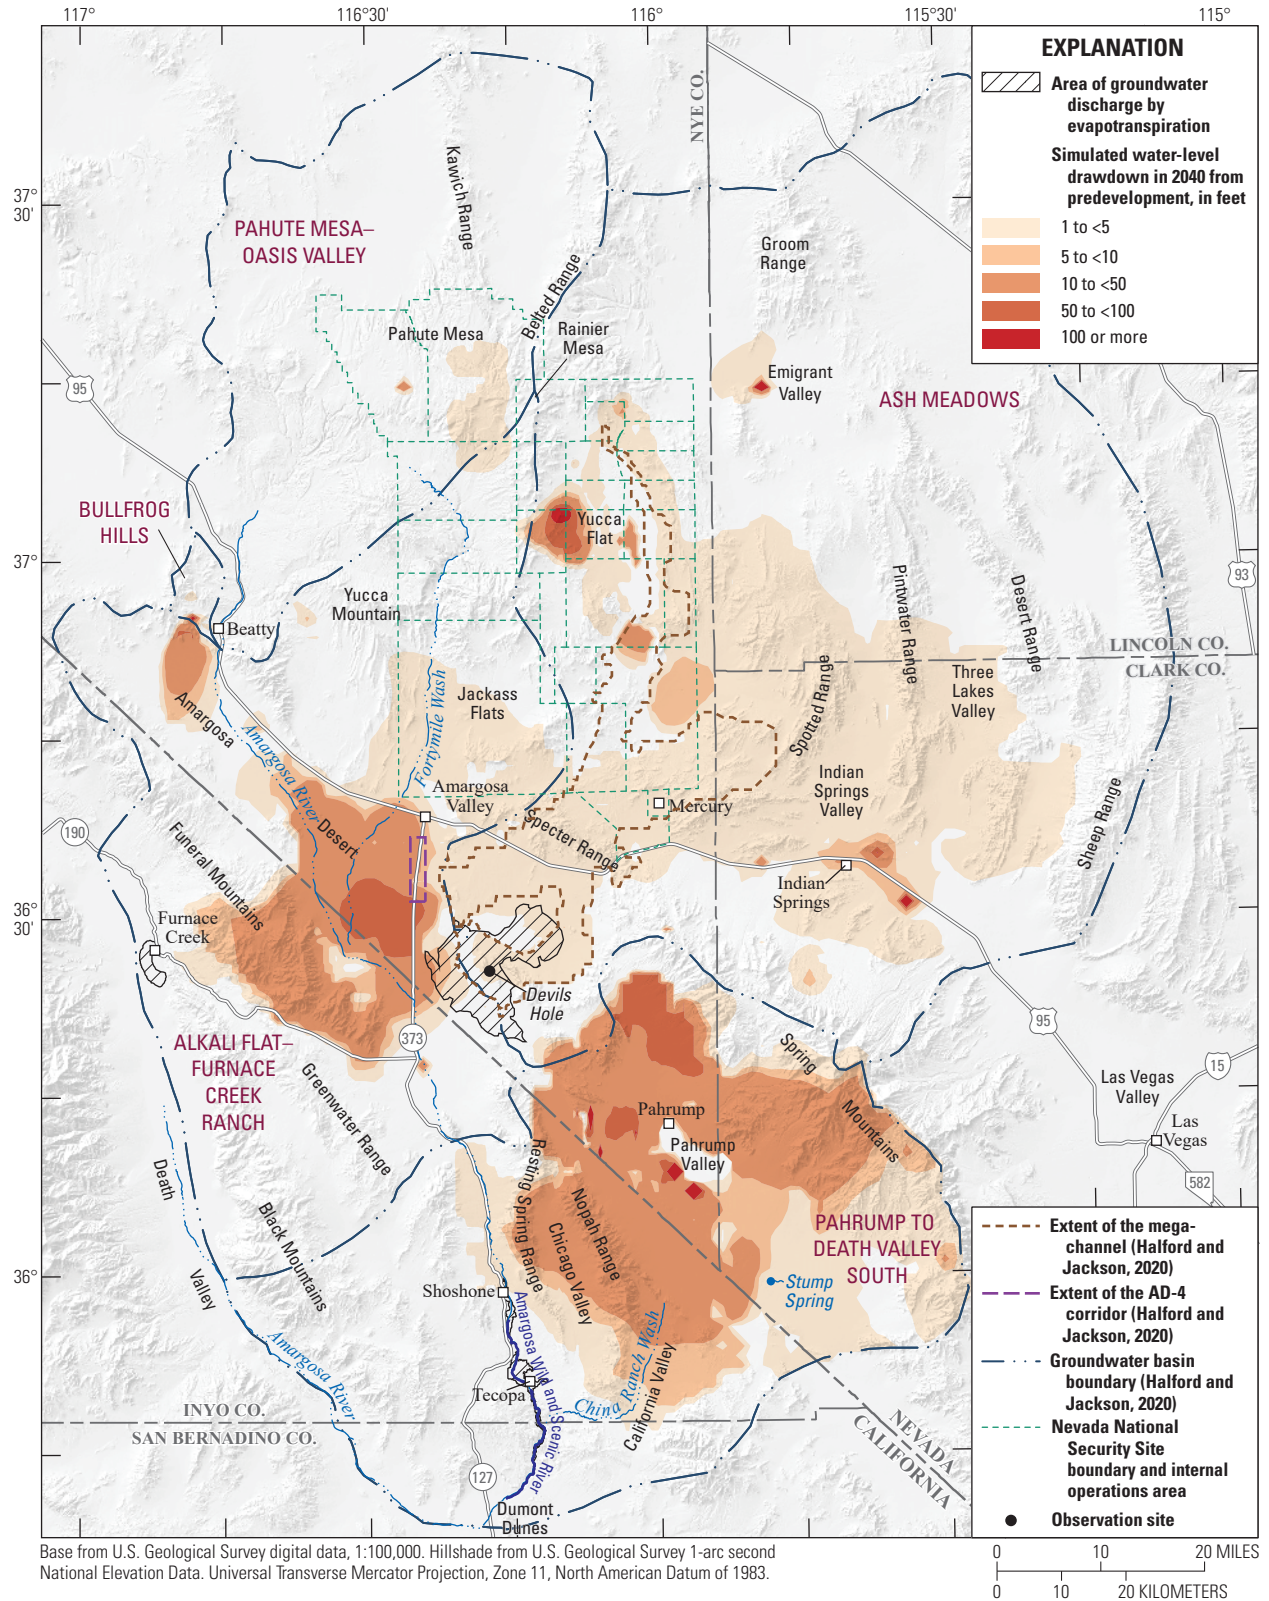 117°
116°30'
116°
115°30'
115°
EXPLANATION
Area of groundwater
discharge by
evapotranspiration
Simulated water-level
drawdown in 2040 from
predevelopment, in feet
1 to <5
5 to <10
10 to <50
50 to <100
100 or more
NYE CO.
37°
30'
Kawich Range
PAHUTE MESA–
OASIS VALLEY
Groom
Range
Belted Range
Pahute Mesa
Rainier
Mesa
95
Emigrant
Valley
ASH MEADOWS
BULLFROG
HILLS
Yucca
Flat
37°
93
Pintwater Range
Desert Range
Yucca
Mountain
Beatty
LINCOLN CO.
CLARK CO.
Three
Lakes
Valley
Spotted Range
Jackass
Flats
Fortymile Wash
Amargosa
Desert
Amargosa River
Indian
Springs
Valley
Amargosa
Valley
Mercury
Specter Range
Sheep Range
190
Funeral Mountains
Indian
Springs
36°
30'
Furnace
Creek
Devils
Hole
95
373
ALKALI FLAT–
FURNACE
CREEK
RANCH
Greenwater Range
Spring
Mountains
15
Las Vegas
Valley
Las
Vegas
582
Pahrump
Pahrump
Valley
Death
Valley
Black Mountains
Resting Spring Range
Nopah Range
Chicago Valley
PAHRUMP TO
DEATH VALLEY
SOUTH
36°
Shoshone
Stump
Spring
Amargosa River
Amargosa Wild and Scenic River
China Ranch Wash
California Valley
Tecopa
INYO CO.
SAN BERNADINO CO.
NEVADA
CALIFORNIA
127
Dumont
Dunes
Extent of the mega-
channel (Halford and
Jackson, 2020)
Extent of the AD-4
corridor (Halford and
Jackson, 2020)
Groundwater basin
boundary (Halford and
Jackson, 2020)
Nevada National
Security Site
boundary and internal
operations area
Observation site
Base from U.S. Geological Survey digital data, 1:100,000. Hillshade from U.S. Geological Survey 1-arc second
National Elevation Data. Universal Transverse Mercator Projection, Zone 11, North American Datum of 1983.
0 10 20 MILES
0 10 20 KILOMETERS